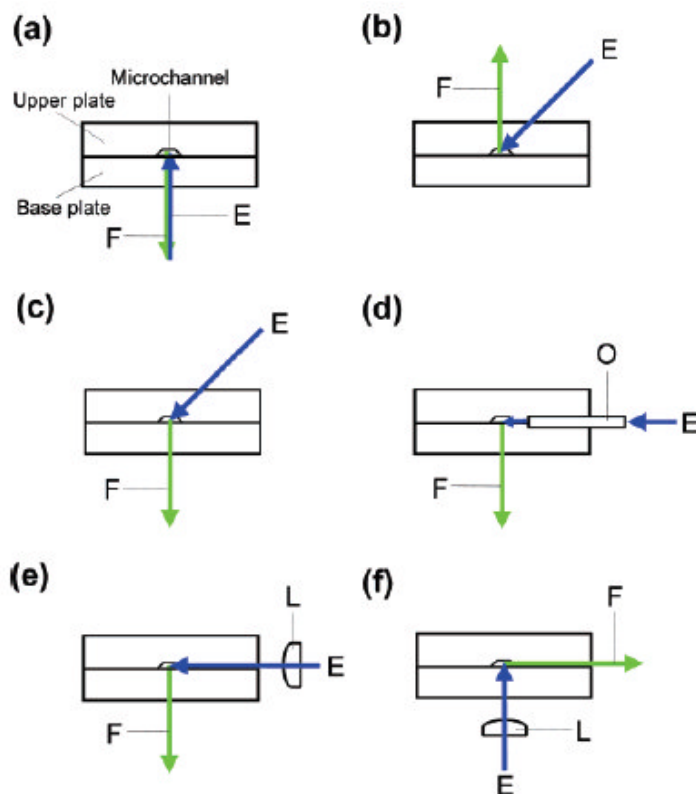 (a)
Microchannel
Upper plate
Base plate
F
E
(b)
E
F
(c)
E
F
(d)
O
E
F
(e)
L
E
F
(f)
F
L
E